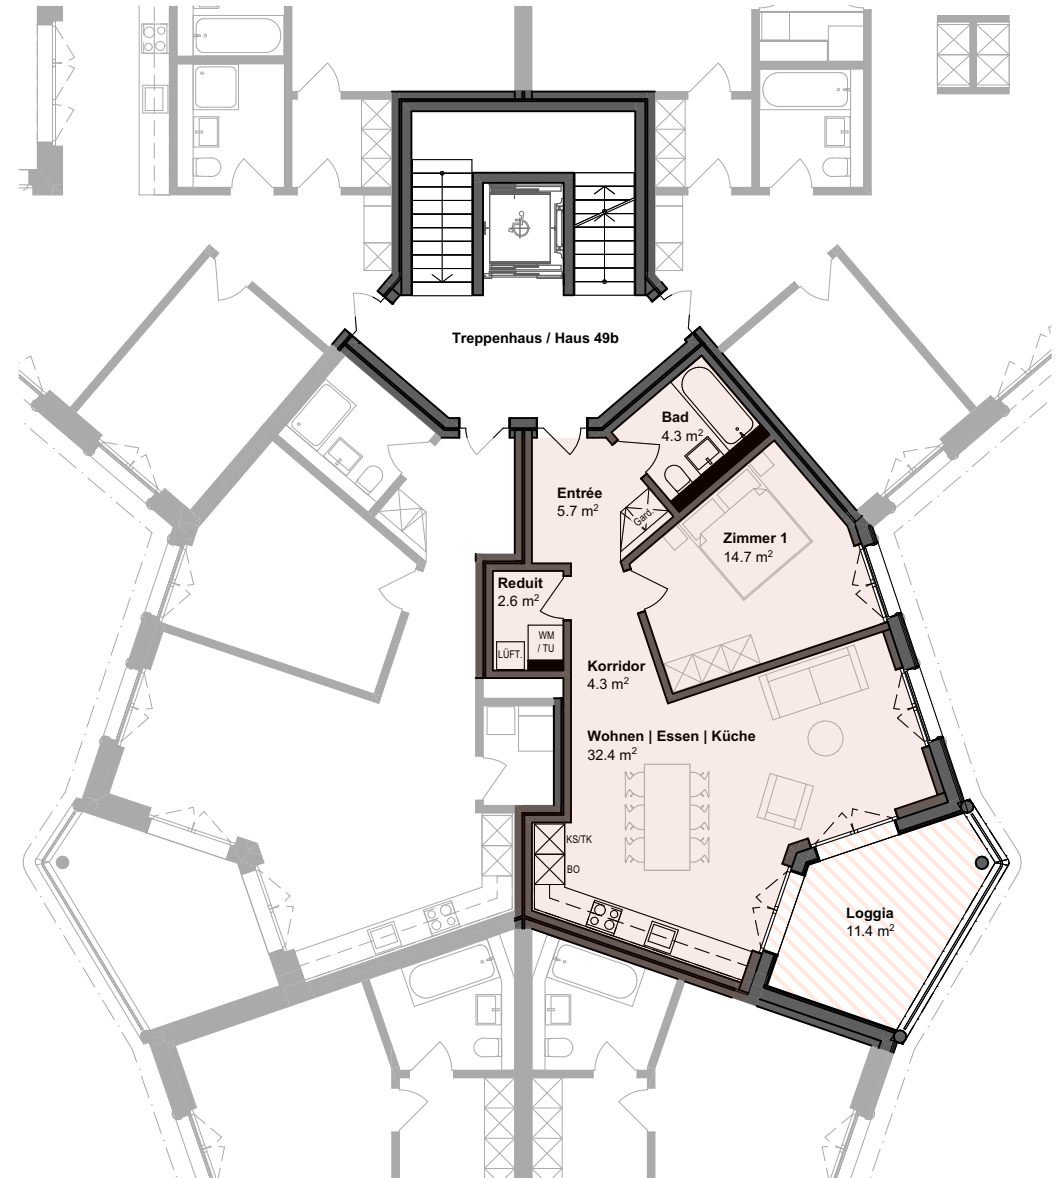 Treppenhaus / Haus 49b
Bad
4.3 m²
Entrée
5.7 m²
Gard.
Zimmer 1
14.7 m²
Reduit
2.6 m²
WM
/ TU
LÜFT.
Korridor
4.3 m²
Wohnen | Essen | Küche
32.4 m²
KS/TK
BO
Loggia
11.4 m²